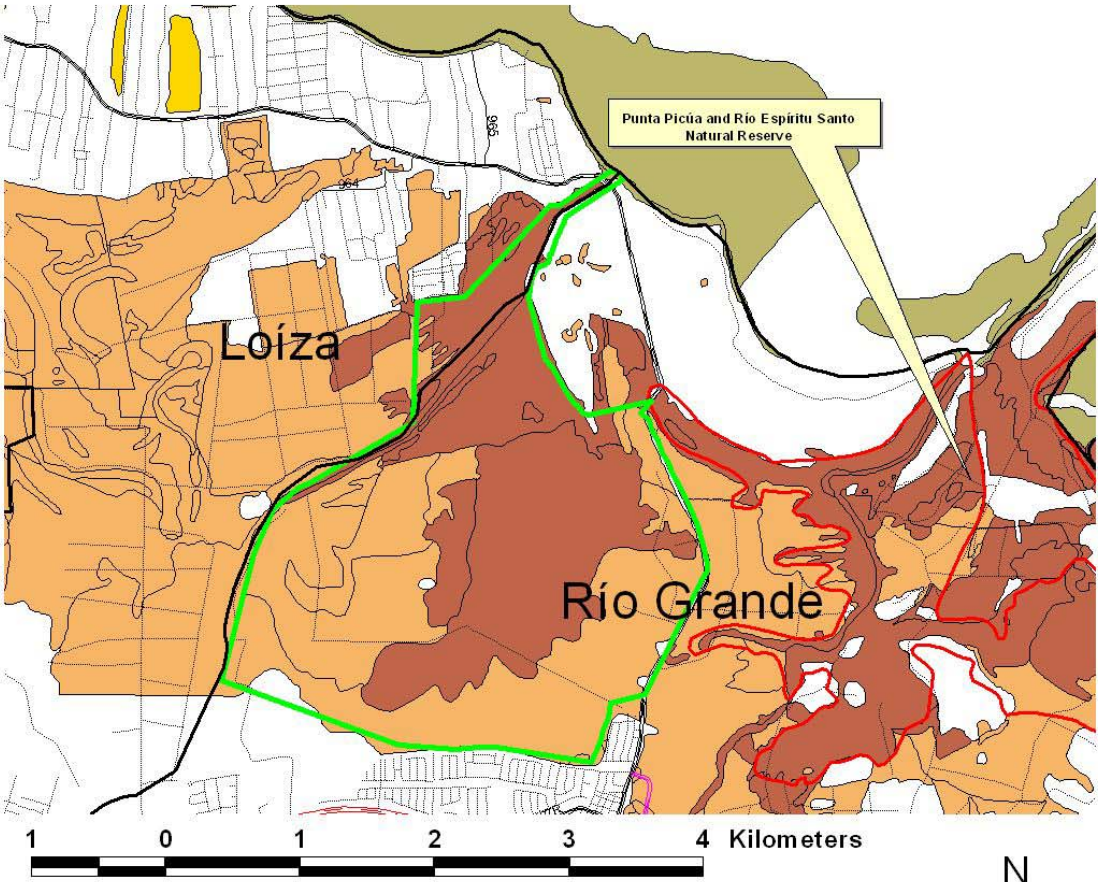 Punta Picúa and Río Espíritu Santo
Natural Reserve
965
964
Loíza
Río Grande
1 0 1 2 3 4 Kilometers
N